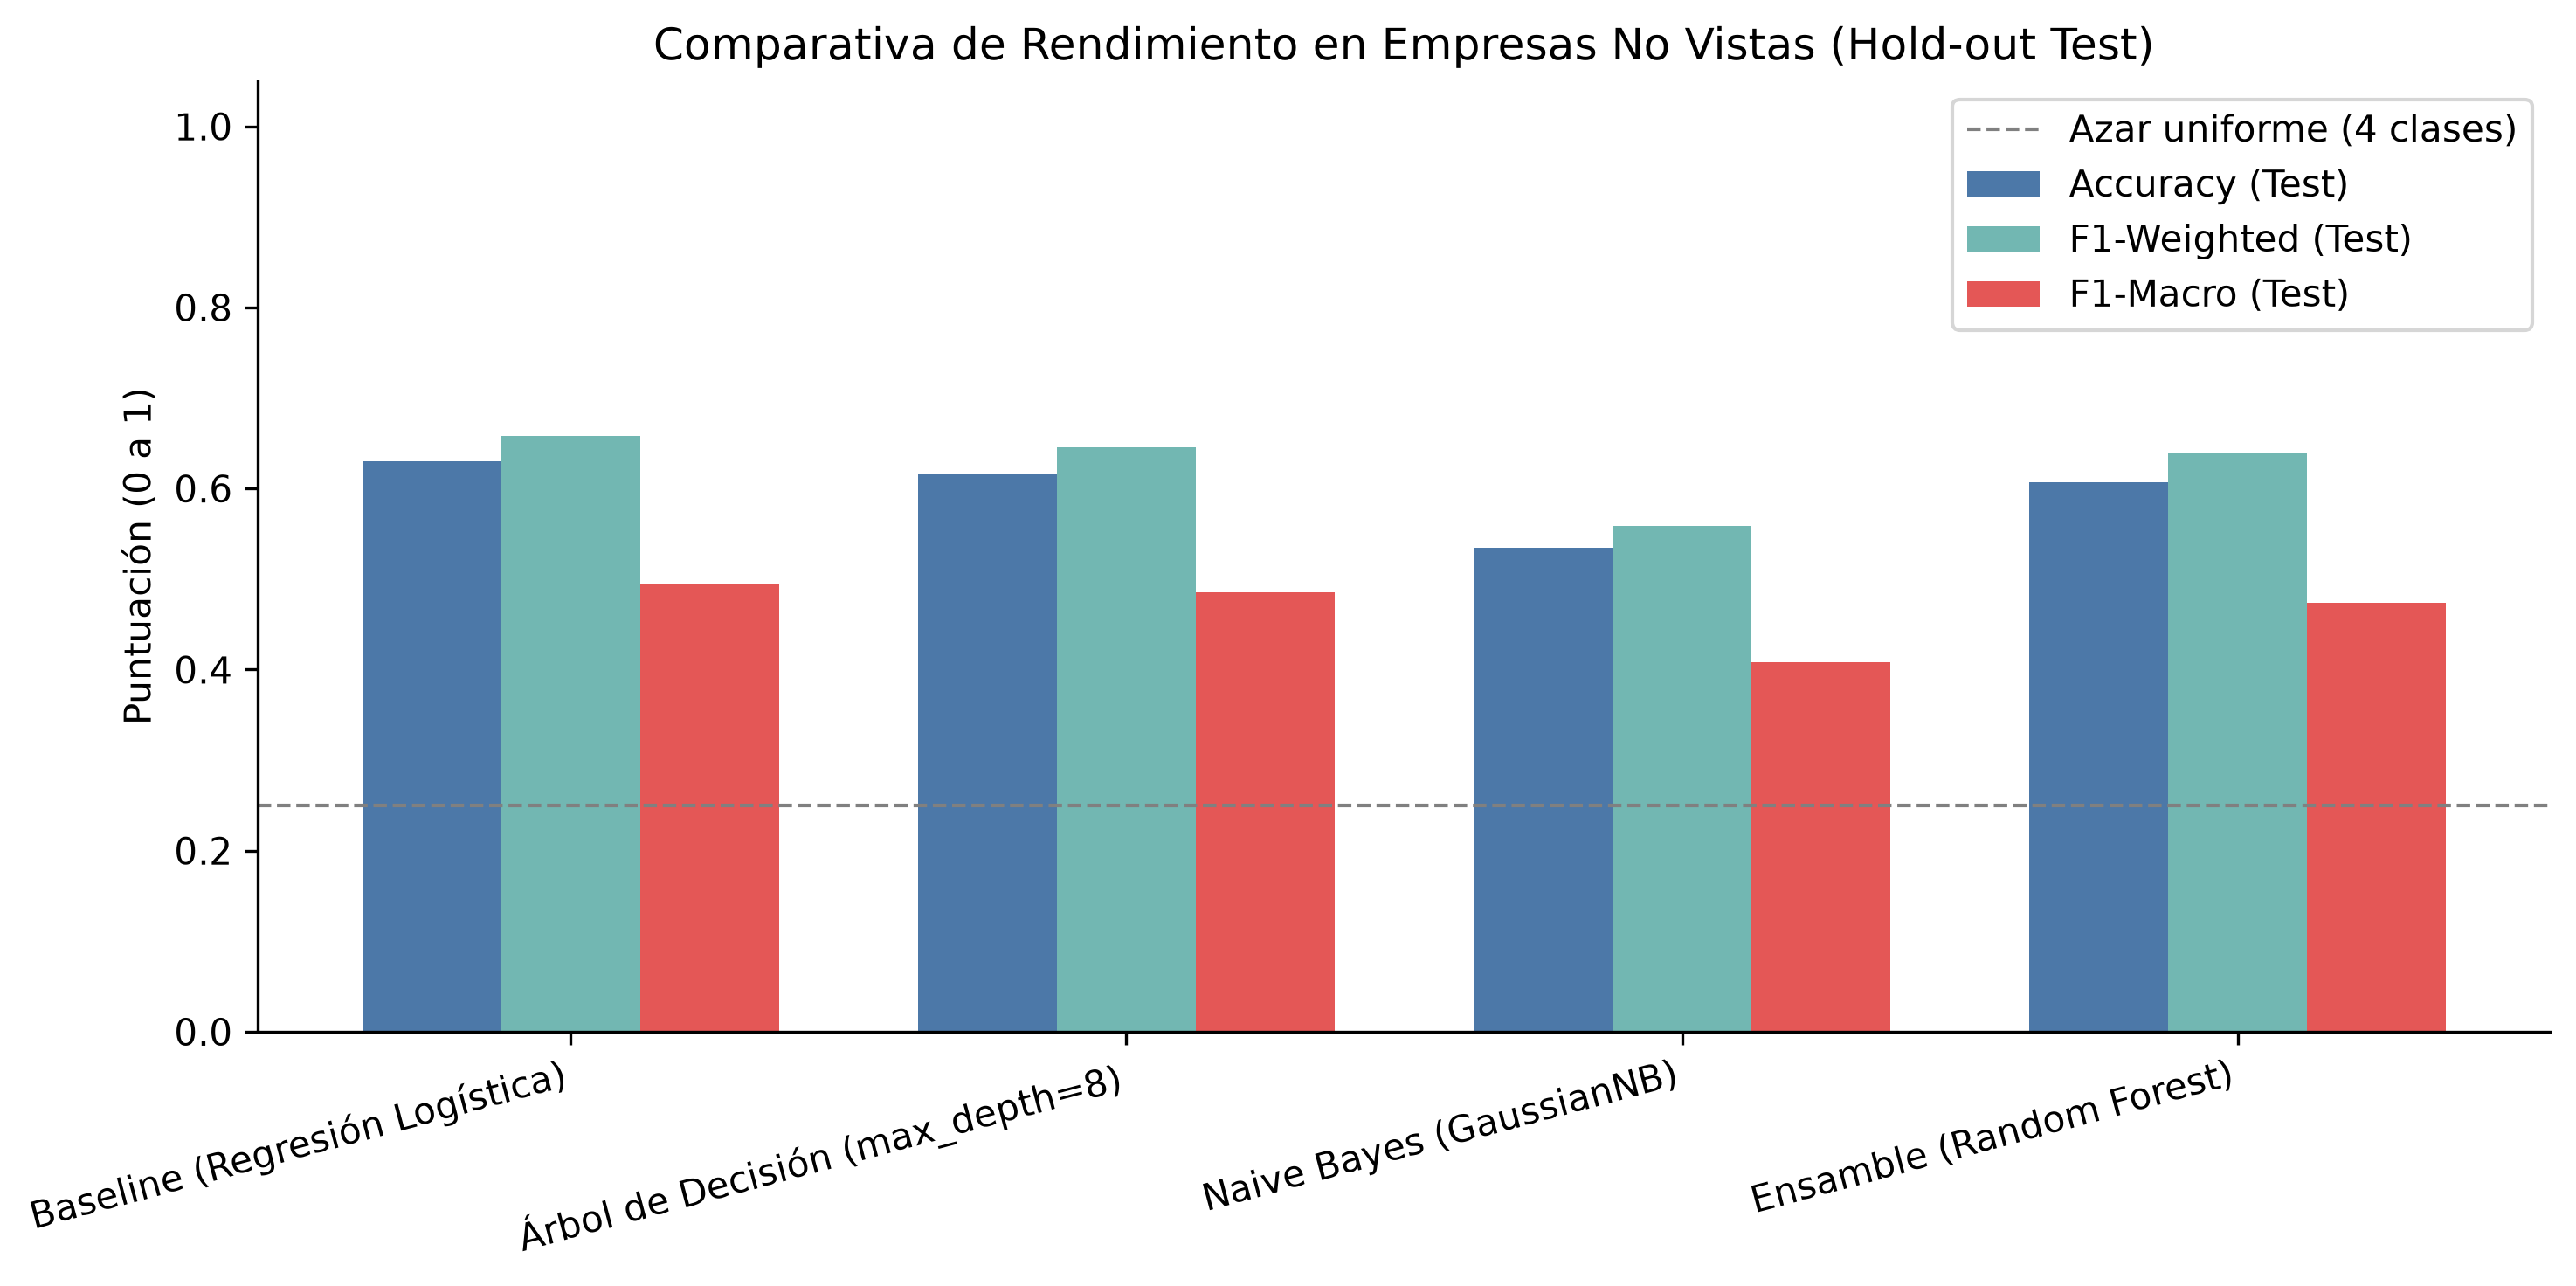 Comparativa de Rendimiento en Empresas No Vistas (Hold-out Test)
Azar uniforme (4 clases)
Accuracy (Test)
F1-Weighted (Test)
F1-Macro (Test)
Puntuación (0 a 1)
1.0
0.8
0.6
0.4
0.2
0.0
Baseline (Regresión Logística)
Árbol de Decisión (max_depth=8)
Naive Bayes (GaussianNB)
Ensamble (Random Forest)